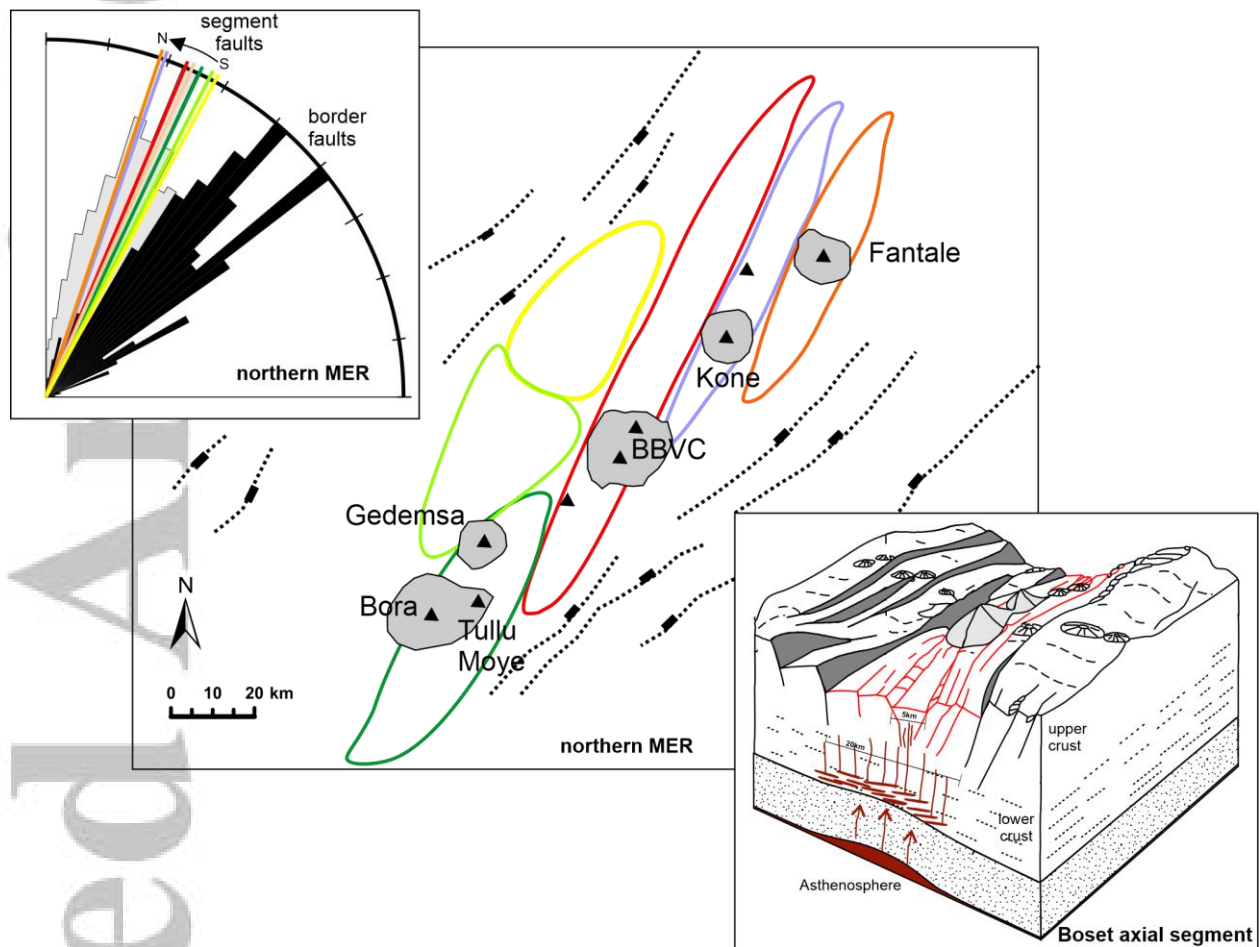 N
segment
faults
S
border
faults
northern MER
Fantale
Kone
BBVC
Gedemsa
Bora
Tullu
Moye
N
0 10 20 km
northern MER
5km
20km
upper
crust
lower
crust
Asthenosphere
Boset axial segment
ed A